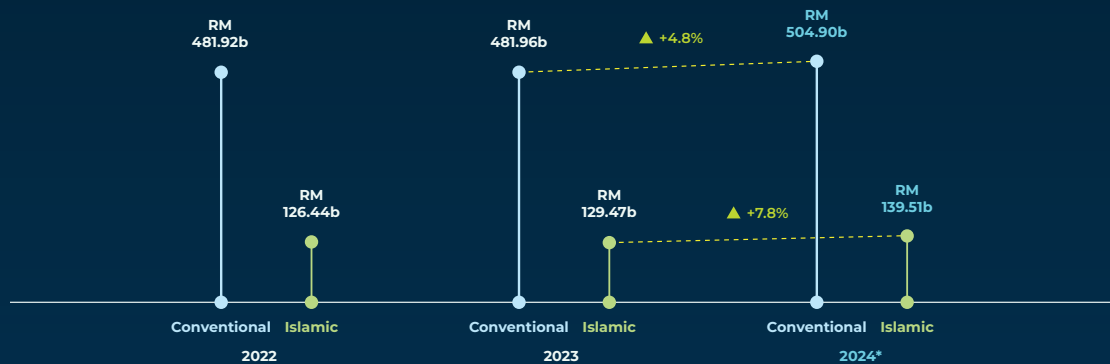 RM
481.92b
RM
126.44b
Conventional Islamic
2022
RM
481.96b
▲ +4.8%
RM
129.47b
▲ +7.8%
Conventional Islamic
2023
RM
504.90b
RM
139.51b
Conventional Islamic
2024*